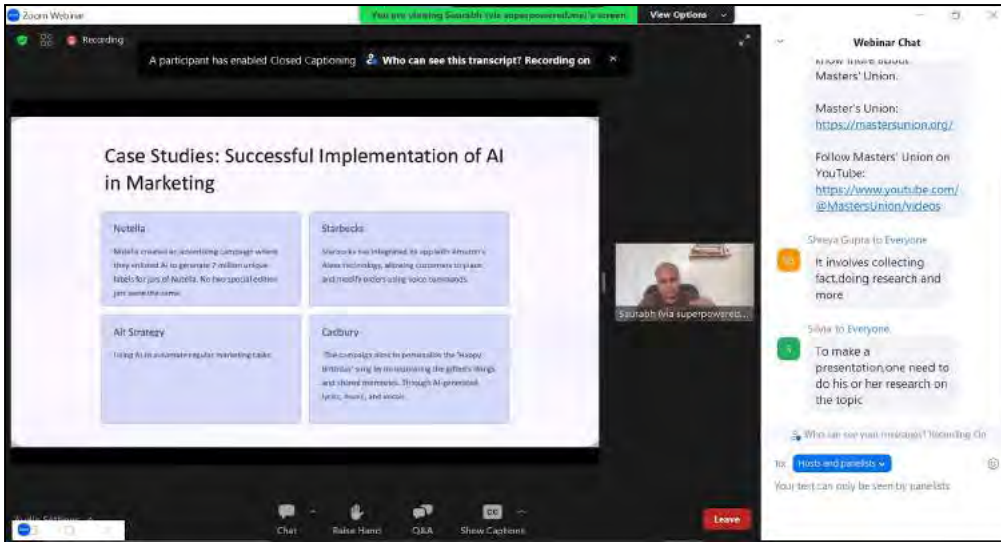 Zoom Webinar
You are viewing Saurabh (via superpowered.me)'s screen
View Options
Recording
A participant has enabled Closed Captioning
Who can see this transcript? Recording on
Case Studies: Successful Implementation of AI
in Marketing
Nutella
Nutella created an advertising campaign where
they enlisted AI to generate 7 million unique
labels for jars of Nutella. No two special edition
jars were the same.
Starbucks
Starbucks has integrated its app with Amazon's
Alexa technology, allowing customers to place
and modify orders using voice commands.
Ait Strategy
Using AI to automate regular marketing tasks
Cadbury
The campaign aims to personalize the 'Happy
Birthday' song by incorporating the giftee's
and shared memories. Through AI-generated
lyrics, music, and vocals.
Saurabh (via superpowered...
Webinar Chat
know more about
Masters' Union.
Master's Union:
https://mastersunion.org/
Follow Masters' Union on
YouTube:
https://www.youtube.com/
@MastersUnion/videos
Shreya Gupta to Everyone
SG
It involves collecting
fact,doing research and
more
Silvia to Everyone
S
To make a
presentation,one need to
do his or her research on
the topic
Who can see your messages? Recording On
To:
Hosts and panelists
Your text can only be seen by panelists
Audio Settings
Chat
Raise Hand
Q&A
CC
Show Captions
Leave